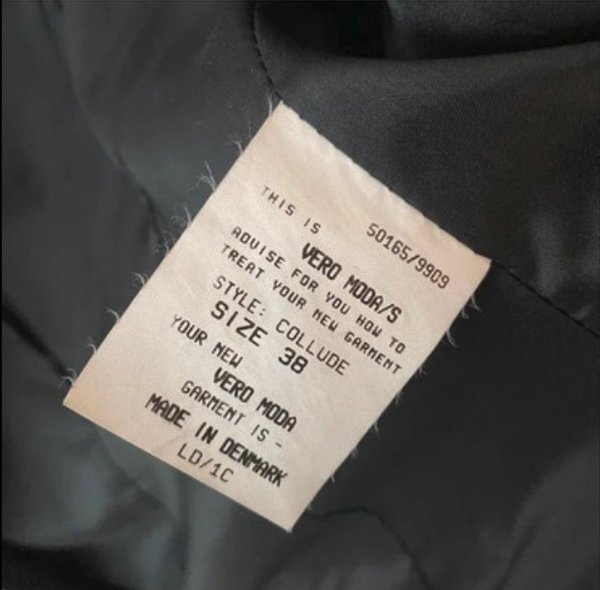 THIS IS 50165/9909
VERO MODA/S
ADVISE FOR YOU HOW TO
TREAT YOUR NEW GARMENT
STYLE: COLLUDE
SIZE 38
YOUR NEW
VERO MODA
GARMENT IS -
MADE IN DENMARK
LD/1C